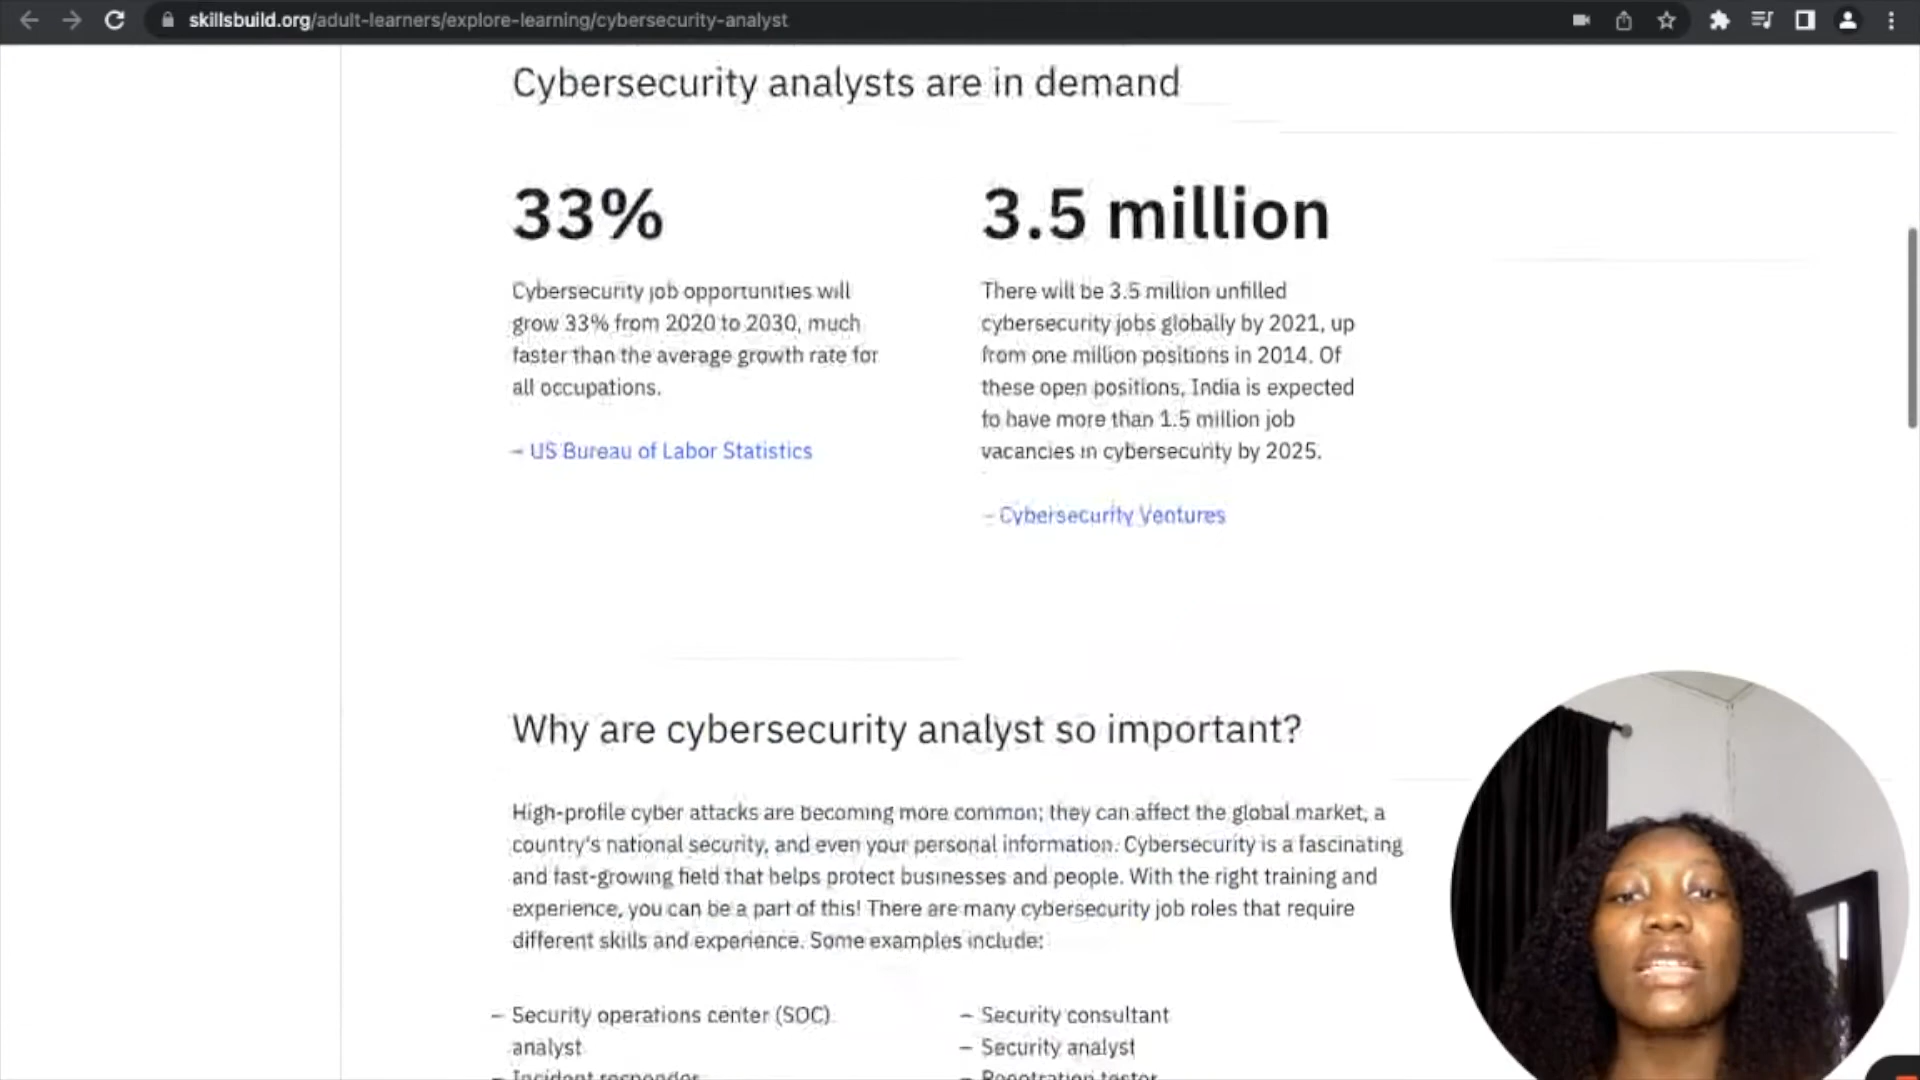 skillsbuild.org/adult-learners/explore-learning/cybersecurity-analyst
Cybersecurity analysts are in demand
33%
Cybersecurity job opportunities will
grow 33% from 2020 to 2030, much
faster than the average growth rate for
all occupations.
– US Bureau of Labor Statistics
3.5 million
There will be 3.5 million unfilled
cybersecurity jobs globally by 2021, up
from one million positions in 2014. Of
these open positions, India is expected
to have more than 1.5 million job
vacancies in cybersecurity by 2025.
– Cybersecurity Ventures
Why are cybersecurity analyst so important?
High-profile cyber attacks are becoming more common; they can affect the global market, a
country's national security, and even your personal information. Cybersecurity is a fascinating
and fast-growing field that helps protect businesses and people. With the right training and
experience, you can be a part of this! There are many cybersecurity job roles that require
different skills and experience. Some examples include:
– Security operations center (SOC)
analyst
– Incident responder
– Security consultant
– Security analyst
– Penetration tester